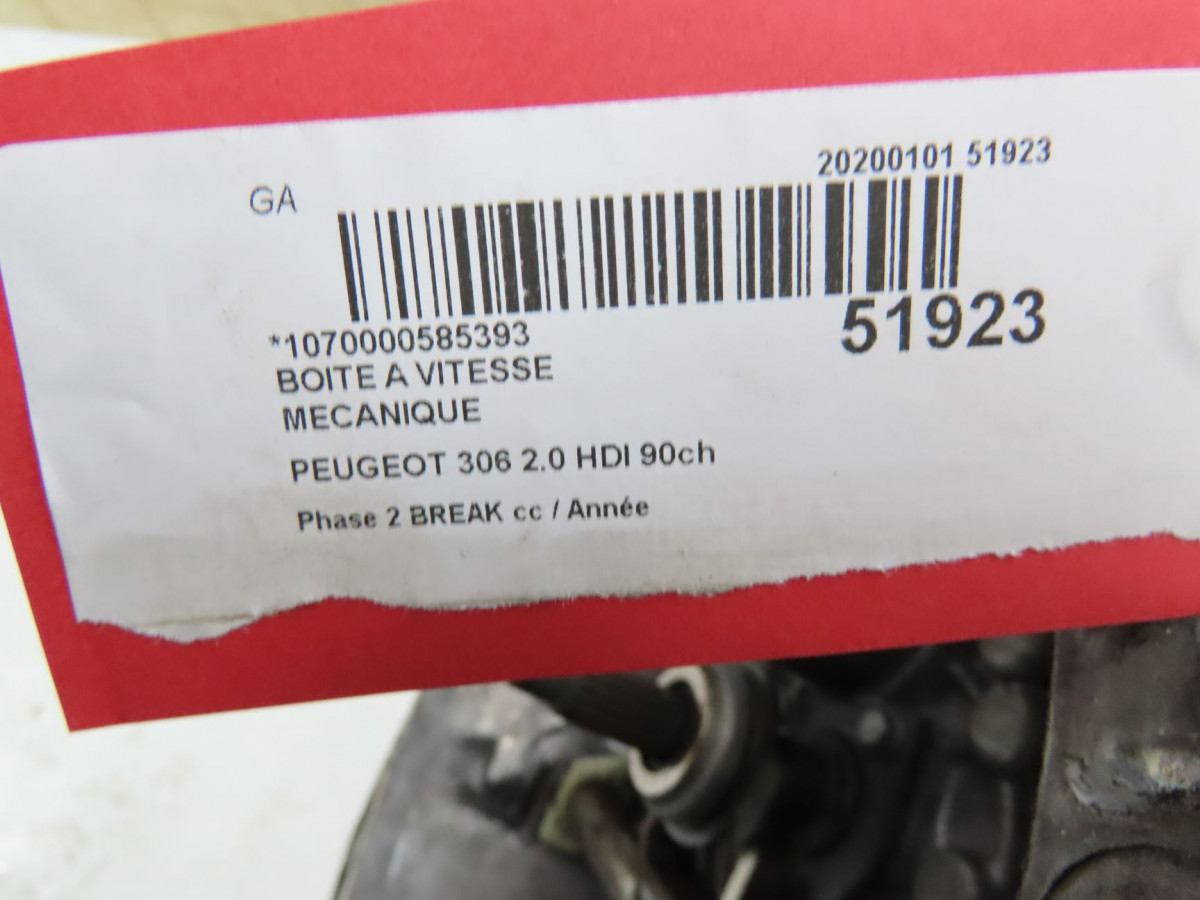 20200101 51923
GA
51923
*1070000585393
BOITE A VITESSE
MECANIQUE
PEUGEOT 306 2.0 HDI 90ch
Phase 2 BREAK cc / Année